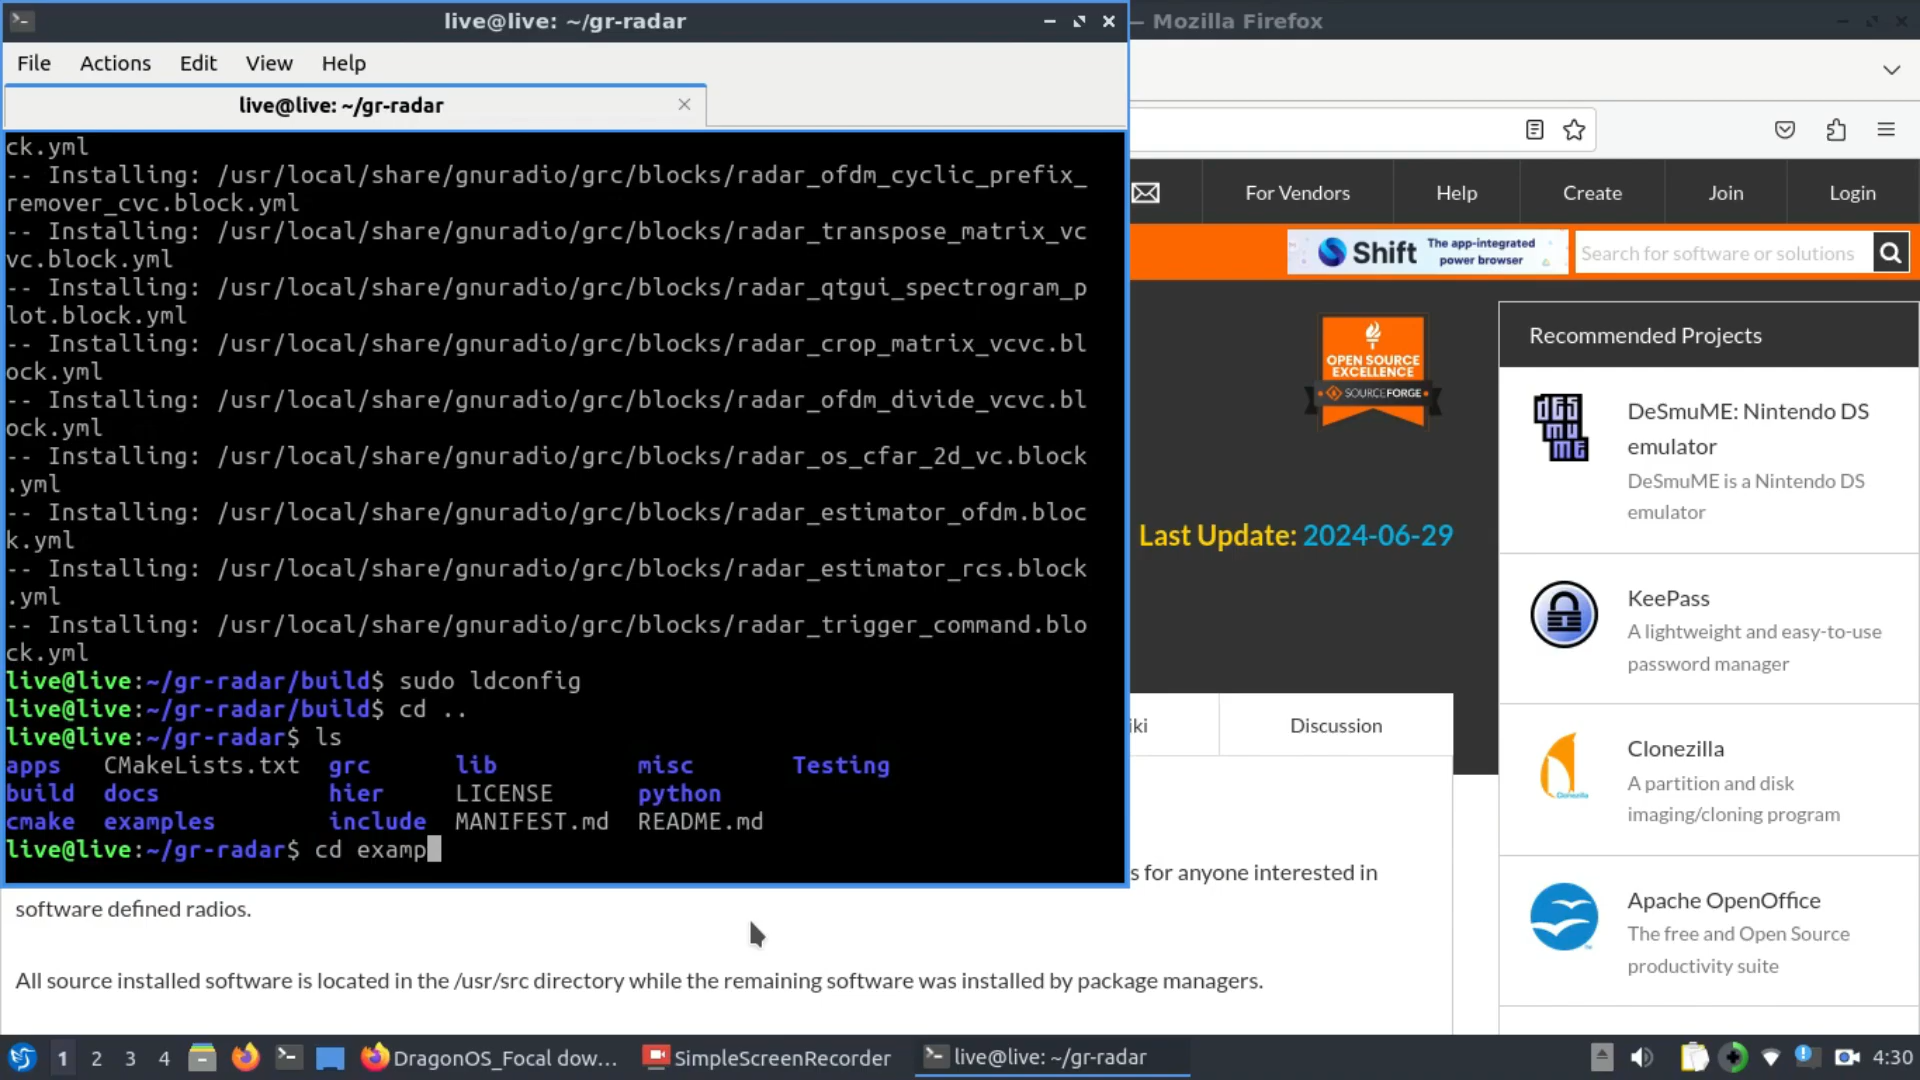 live@live: ~/gr-radar
— Mozilla Firefox
File Actions Edit View Help
live@live: ~/gr-radar
ck.yml
-- Installing: /usr/local/share/gnuradio/grc/blocks/radar_ofdm_cyclic_prefix_
remover_cvc.block.yml
-- Installing: /usr/local/share/gnuradio/grc/blocks/radar_transpose_matrix_vc
vc.block.yml
-- Installing: /usr/local/share/gnuradio/grc/blocks/radar_qtgui_spectrogram_p
lot.block.yml
-- Installing: /usr/local/share/gnuradio/grc/blocks/radar_crop_matrix_vcvc.bl
ock.yml
-- Installing: /usr/local/share/gnuradio/grc/blocks/radar_ofdm_divide_vcvc.bl
ock.yml
-- Installing: /usr/local/share/gnuradio/grc/blocks/radar_os_cfar_2d_vc.block
.yml
-- Installing: /usr/local/share/gnuradio/grc/blocks/radar_estimator_ofdm.bloc
k.yml
-- Installing: /usr/local/share/gnuradio/grc/blocks/radar_estimator_rcs.block
.yml
-- Installing: /usr/local/share/gnuradio/grc/blocks/radar_trigger_command.blo
ck.yml
live@live:~/gr-radar/build$ sudo ldconfig
live@live:~/gr-radar/build$ cd ..
live@live:~/gr-radar$ ls
apps CMakeLists.txt grc lib misc Testing
build docs hier LICENSE python
cmake examples include MANIFEST.md README.md
live@live:~/gr-radar$ cd examp
For Vendors Help Create Join Login
Shift The app-integrated
power browser
Search for software or solutions
OPEN SOURCE
EXCELLENCE
SOURCEFORGE
Last Update: 2024-06-29
Recommended Projects
DeSmuME
DeSmuME: Nintendo DS
emulator
DeSmuME is a Nintendo DS
emulator
KeePass
A lightweight and easy-to-use
password manager
Clonezilla
Clonezilla
A partition and disk
imaging/cloning program
Apache OpenOffice
The free and Open Source
productivity suite
iki Discussion
s for anyone interested in
software defined radios.
All source installed software is located in the /usr/src directory while the remaining software was installed by package managers.
1 2 3 4 DragonOS_Focal dow... SimpleScreenRecorder live@live: ~/gr-radar 4:30